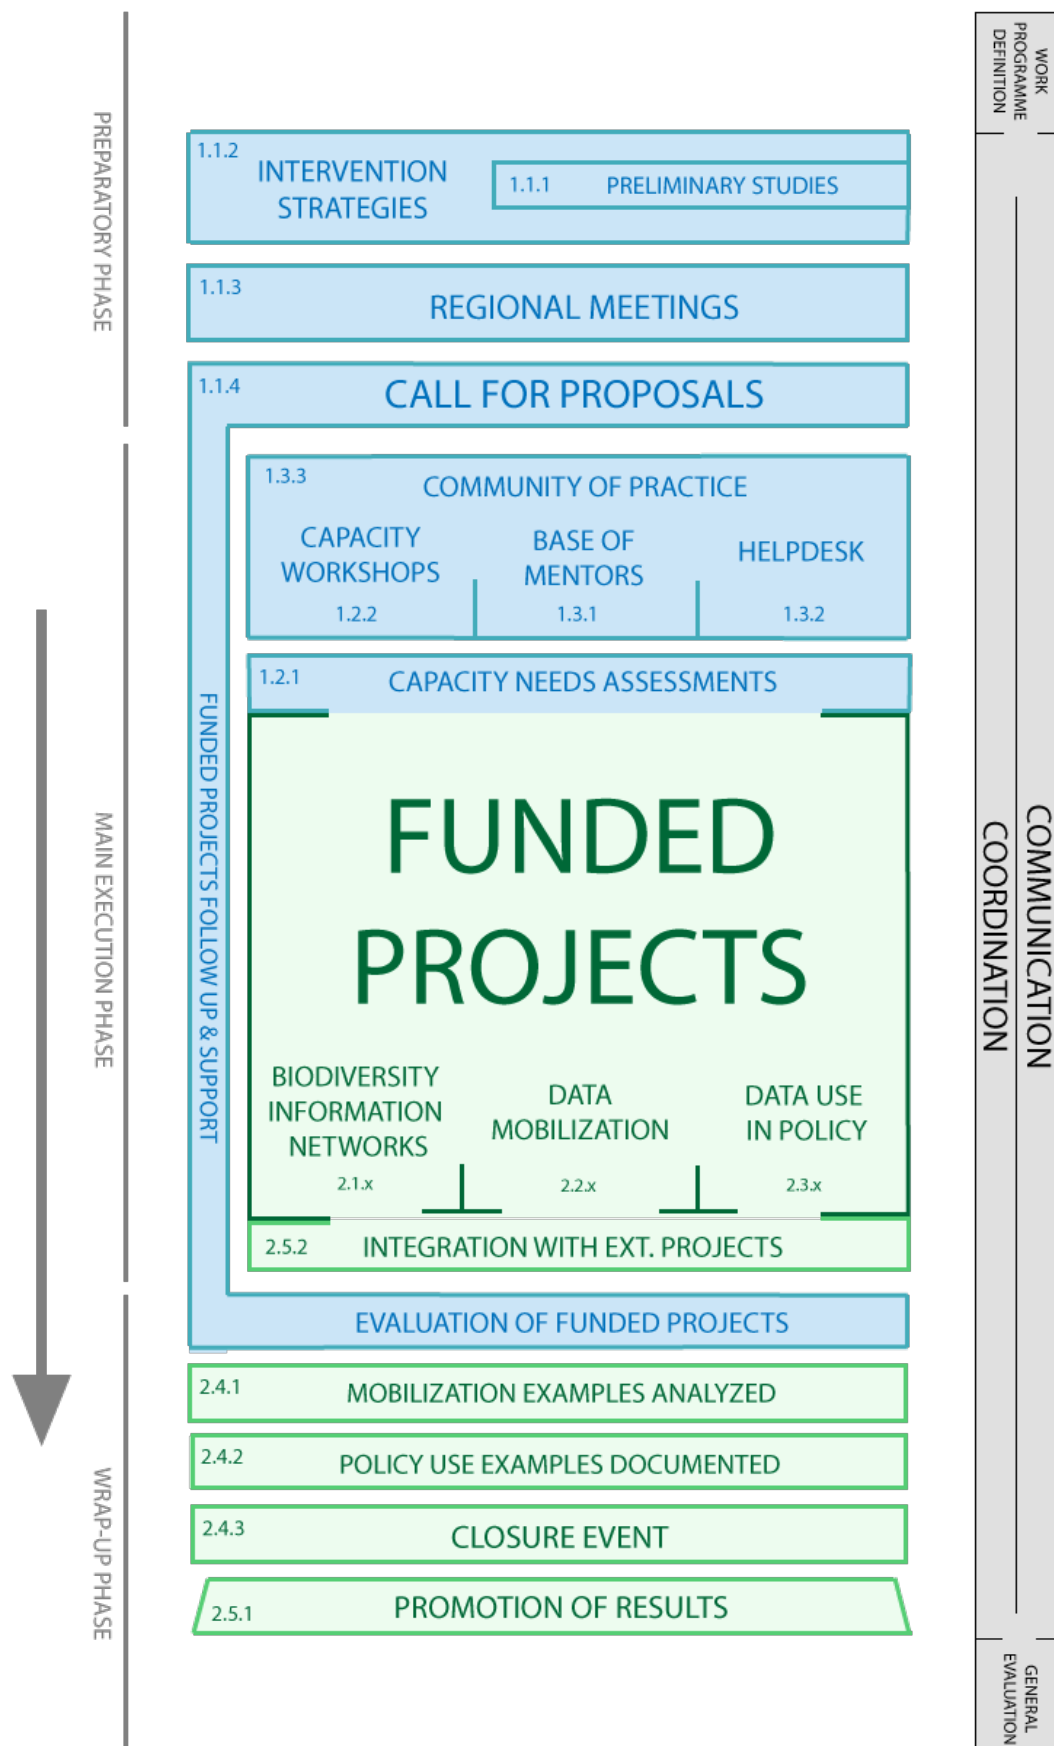 PREPARATORY PHASE
1.1.2
INTERVENTION
STRATEGIES
1.1.1 PRELIMINARY STUDIES
1.1.3
REGIONAL MEETINGS
1.1.4
CALL FOR PROPOSALS
MAIN EXECUTION PHASE
FUNDED PROJECTS FOLLOW UP & SUPPORT
1.3.3
COMMUNITY OF PRACTICE
CAPACITY
WORKSHOPS
1.2.2
BASE OF
MENTORS
1.3.1
HELPDESK
1.3.2
1.2.1
CAPACITY NEEDS ASSESSMENTS
FUNDED
PROJECTS
BIODIVERSITY
INFORMATION
NETWORKS
2.1.x
DATA
MOBILIZATION
2.2.x
DATA USE
IN POLICY
2.3.x
2.5.2
INTEGRATION WITH EXT. PROJECTS
EVALUATION OF FUNDED PROJECTS
WRAP-UP PHASE
2.4.1
MOBILIZATION EXAMPLES ANALYZED
2.4.2
POLICY USE EXAMPLES DOCUMENTED
2.4.3
CLOSURE EVENT
2.5.1
PROMOTION OF RESULTS
WORK
PROGRAMME
DEFINITION
COMMUNICATION
COORDINATION
GENERAL
EVALUATION